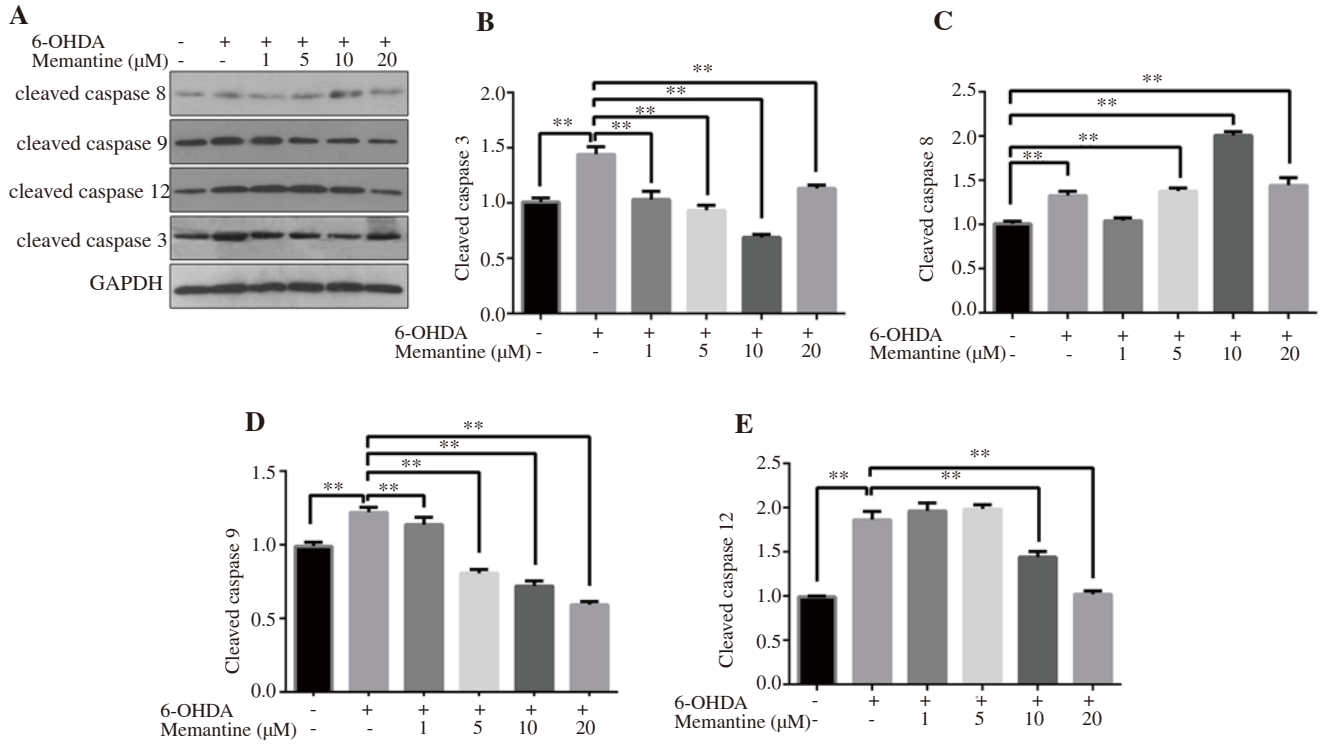 A
6-OHDA - + + + + +
Memantine (μM) - - 1 5 10 20
cleaved caspase 8
cleaved caspase 9
cleaved caspase 12
cleaved caspase 3
GAPDH
B
Cleaved caspase 3
2.0
1.5
1.0
0.5
0.0
** ** ** ** **
6-OHDA - + + + + +
Memantine (μM) - - 1 5 10 20
C
Cleaved caspase 8
2.5
2.0
1.5
1.0
0.5
0.0
** ** ** **
6-OHDA - + + + + +
Memantine (μM) - - 1 5 10 20
D
Cleaved caspase 9
1.5
1.0
0.5
0.0
** ** ** ** **
6-OHDA - + + + + +
Memantine (μM) - - 1 5 10 20
E
Cleaved caspase 12
2.5
2.0
1.5
1.0
0.5
0.0
** ** **
6-OHDA - + + + + +
Memantine (μM) - - 1 5 10 20